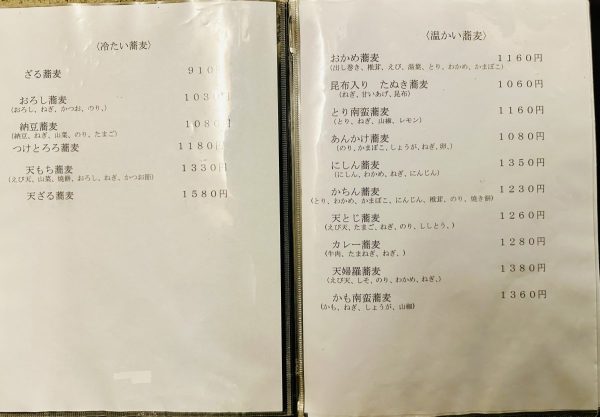 〈冷たい蕎麦〉
ざる蕎麦 910円
おろし蕎麦 1030円
(おろし、ねぎ、かつお、のり、)
納豆蕎麦 1080円
(納豆、ねぎ、山菜、のり、たまご)
つけとろろ蕎麦 1180円
天もち蕎麦 1330円
(えび天、山菜、焼餅、おろし、ねぎ、かつお節)
天ざる蕎麦 1580円
〈温かい蕎麦〉
おかめ蕎麦 1160円
(出し巻き、椎茸、えび、湯葉、とり、わかめ、かまぼこ)
昆布入り たぬき蕎麦 1060円
(ねぎ、甘いあげ、昆布)
とり南蛮蕎麦 1160円
(とり、ねぎ、山椒、レモン)
あんかけ蕎麦 1080円
(のり、かまぼこ、しょうが、ねぎ、卵、)
にしん蕎麦 1350円
(にしん、わかめ、ねぎ、にんじん)
かちん蕎麦 1230円
(とり、わかめ、かまぼこ、にんじん、椎茸、のり、焼き餅)
天とじ蕎麦 1260円
(えび天、たまご、ねぎ、のり、ししとう、)
カレー蕎麦 1280円
(牛肉、たまねぎ、ねぎ、)
天婦羅蕎麦 1380円
(えび天、しそ、のり、わかめ、ねぎ、)
かも南蛮蕎麦 1360円
(かも、ねぎ、しょうが、山椒)